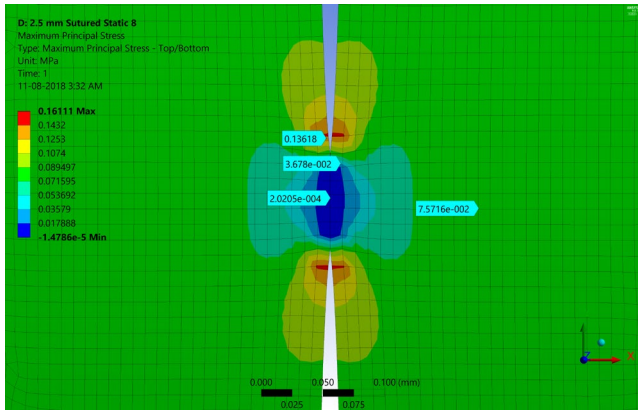 D: 2.5 mm Sutured Static 8
Maximum Principal Stress
Type: Maximum Principal Stress - Top/Bottom
Unit: MPa
Time: 1
11-08-2018 3:32 AM
0.16111 Max
0.1432
0.1253
0.1074
0.089497
0.071595
0.053692
0.03579
0.017888
-1.4786e-5 Min
0.13618
3.678e-002
2.0205e-004
7.5716e-002
0.000 0.050 0.100 (mm)
0.025 0.075
Z X